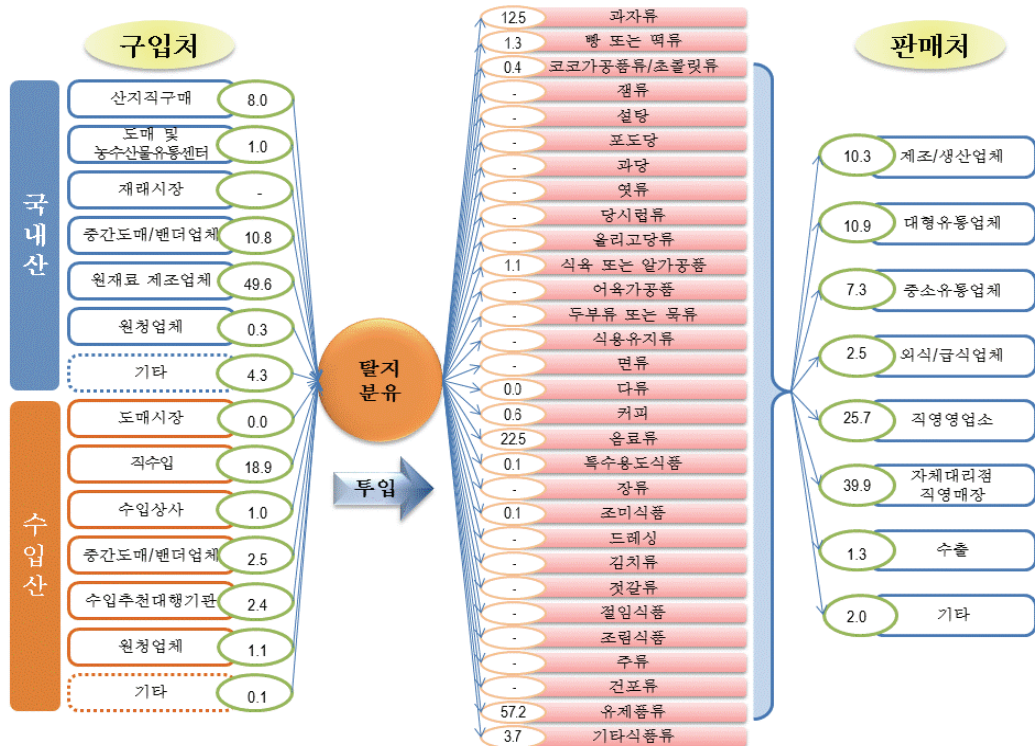 구입처
국내산
산지직구매 8.0
도매 및
농수산물유통센터 1.0
재래시장 -
중간도매/밴더업체 10.8
원재료 제조업체 49.6
원청업체 0.3
기타 4.3
수입산
도매시장 0.0
직수입 18.9
수입상사 1.0
중간도매/밴더업체 2.5
수입추천대행기관 2.4
원청업체 1.1
기타 0.1
탈지
분유
투입
12.5 과자류
1.3 빵 또는 떡류
0.4 코코가공품류/초콜릿류
- 잼류
- 설탕
- 포도당
- 과당
- 엿류
- 당시럽류
- 올리고당류
1.1 식육 또는 알가공품
- 어육가공품
- 두부류 또는 묵류
- 식용유지류
- 면류
0.0 다류
0.6 커피
22.5 음료류
0.1 특수용도식품
- 장류
0.1 조미식품
- 드레싱
- 김치류
- 젓갈류
- 절임식품
- 조림식품
- 주류
- 건포류
57.2 유제품류
3.7 기타식품류
판매처
10.3 제조/생산업체
10.9 대형유통업체
7.3 중소유통업체
2.5 외식/급식업체
25.7 직영영업소
39.9 자체대리점
직영매장
1.3 수출
2.0 기타